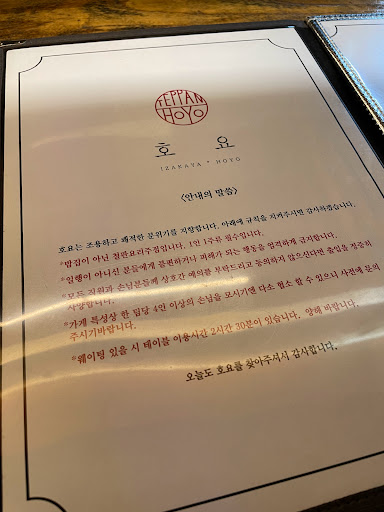 TEPPAN
HOYO
호 요
IZAKAYA * HOYO
<안내의 말씀>
호요는 조용하고 쾌적한 분위기를 지향합니다. 아래에 규칙을 지켜주시면 감사하겠습니다.
*밥집이 아닌 철판요리주점입니다. 1인 1주류 필수입니다.
*일행이 아니신 분들에게 불편하거나 피해가 되는 행동을 엄격하게 금지합니다.
*모든 직원과 손님분들께 상호간 예의를 부탁드리고 동의하지 않으신다면 출입을 정중히
사양합니다.
*가게 특성상 한 팀당 4인 이상의 손님을 모시기엔 다소 협소 할 수 있으니 사전에 문의
주시기바랍니다.
*웨이팅 있을 시 테이블 이용시간 2시간 30분이 있습니다. 양해 바랍니다.
오늘도 호요를 찾아주셔서 감사합니다.